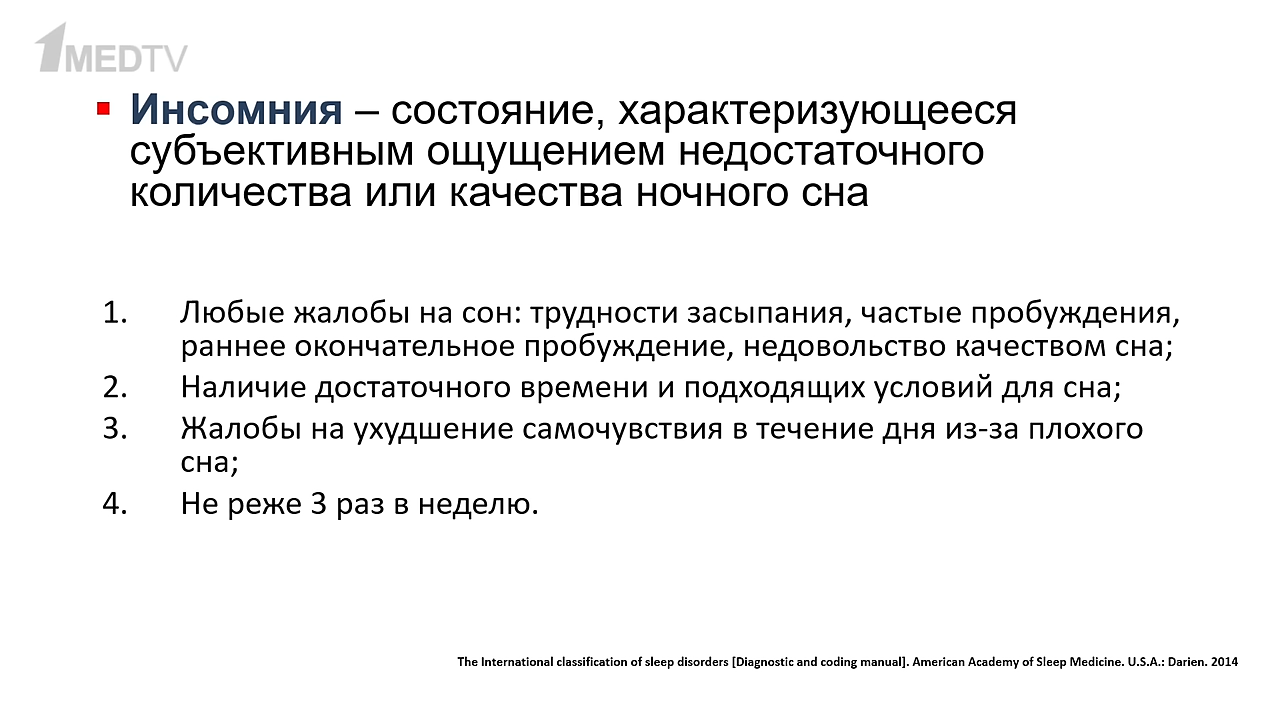 1MEDTV
Инсомния – состояние, характеризующееся
субъективным ощущением недостаточного
количества или качества ночного сна
1. Любые жалобы на сон: трудности засыпания, частые пробуждения,
раннее окончательное пробуждение, недовольство качеством сна;
2. Наличие достаточного времени и подходящих условий для сна;
3. Жалобы на ухудшение самочувствия в течение дня из-за плохого
сна;
4. Не реже 3 раз в неделю.
The International classification of sleep disorders [Diagnostic and coding manual]. American Academy of Sleep Medicine. U.S.A.: Darien. 2014